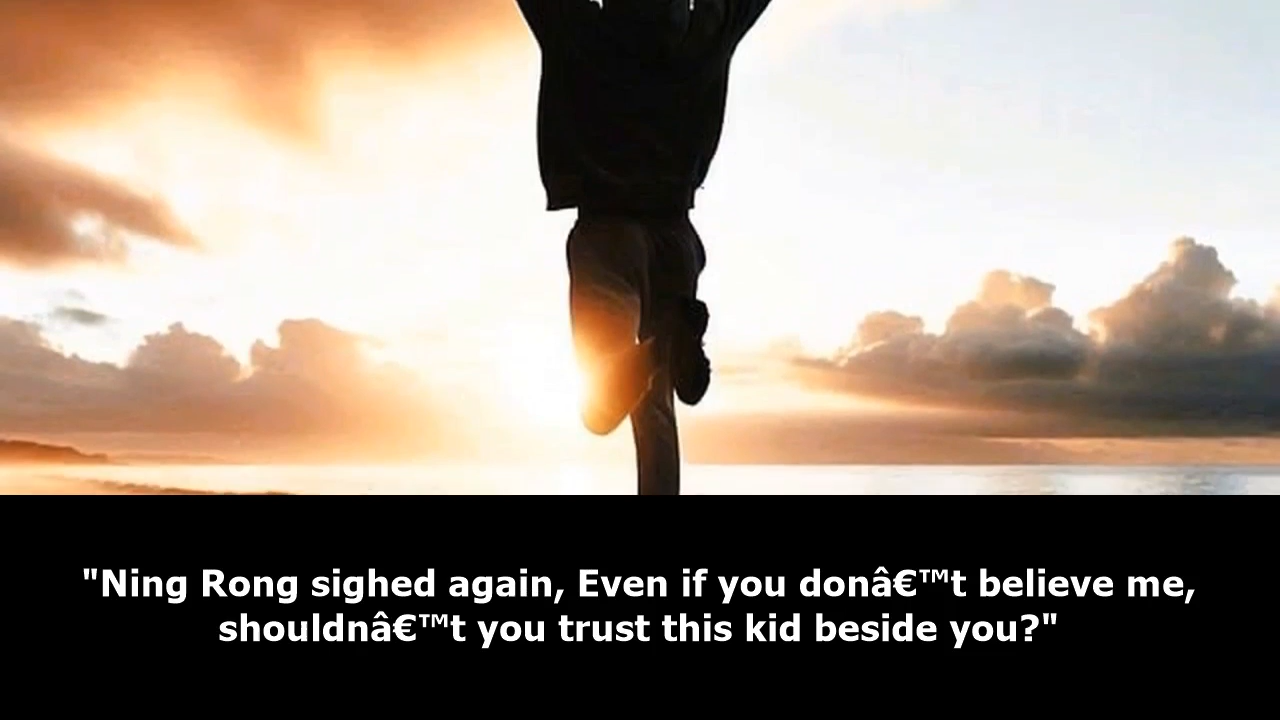 "Ning Rong sighed again, Even if you donâ€™t believe me,
shouldnâ€™t you trust this kid beside you?"